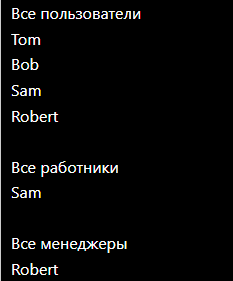 Все пользователи
Tom
Bob
Sam
Robert
Все работники
Sam
Все менеджеры
Robert